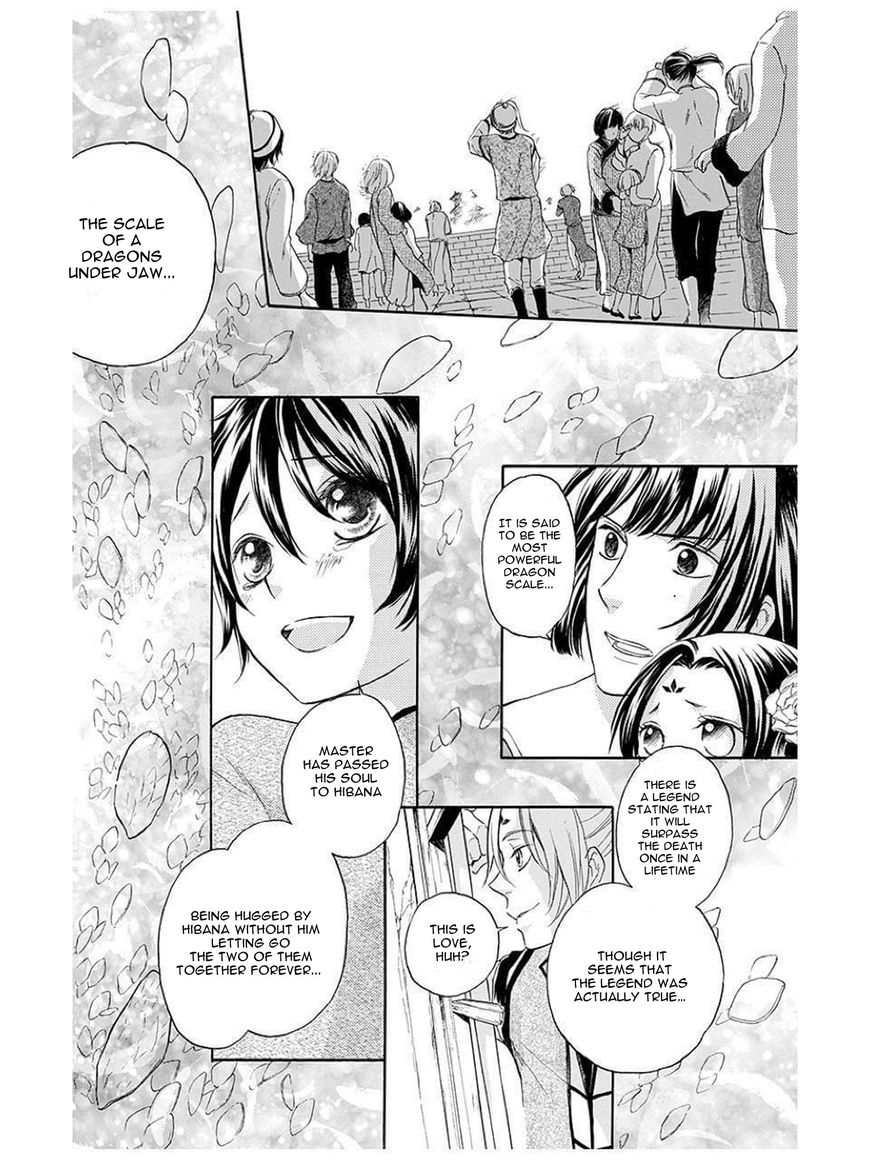 THE SCALE
OF A
DRAGONS
UNDER JAW...
IT IS SAID
TO BE THE
MOST
POWERFUL
DRAGON
SCALE...
THERE IS
A LEGEND
STATING THAT
IT WILL
SURPASS
THE DEATH
ONCE IN A
LIFETIME
THOUGH IT
SEEMS THAT
THE LEGEND WAS
ACTUALLY TRUE...
MASTER
HAS PASSED
HIS SOUL
TO HIBANA
BEING HUGGED BY
HIBANA WITHOUT HIM
LETTING GO
THE TWO OF THEM
TOGETHER FOREVER...
THIS IS
LOVE,
HUH?